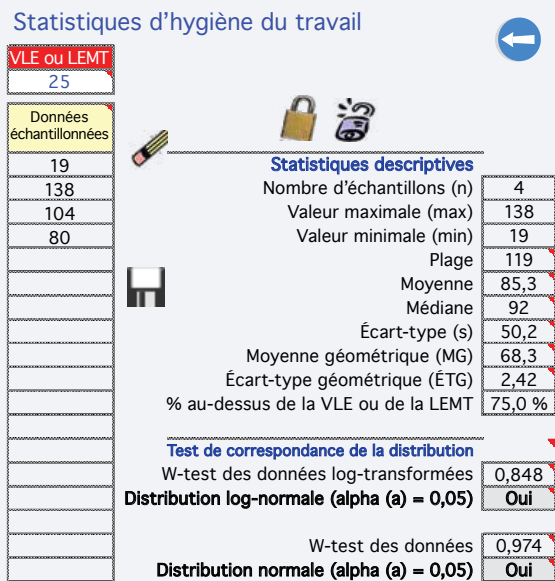 Statistiques d’hygiène du travail
VLE ou LEMT
25
Données
échantillonnées
19
138
104
80
Statistiques descriptives
Nombre d’échantillons (n) 4
Valeur maximale (max) 138
Valeur minimale (min) 19
Plage 119
Moyenne 85,3
Médiane 92
Écart-type (s) 50,2
Moyenne géométrique (MG) 68,3
Écart-type géométrique (ÉTG) 2,42
% au-dessus de la VLE ou de la LEMT 75,0 %
Test de correspondance de la distribution
W-test des données log-transformées 0,848
Distribution log-normale (alpha (a) = 0,05) Oui
W-test des données 0,974
Distribution normale (alpha (a) = 0,05) Oui